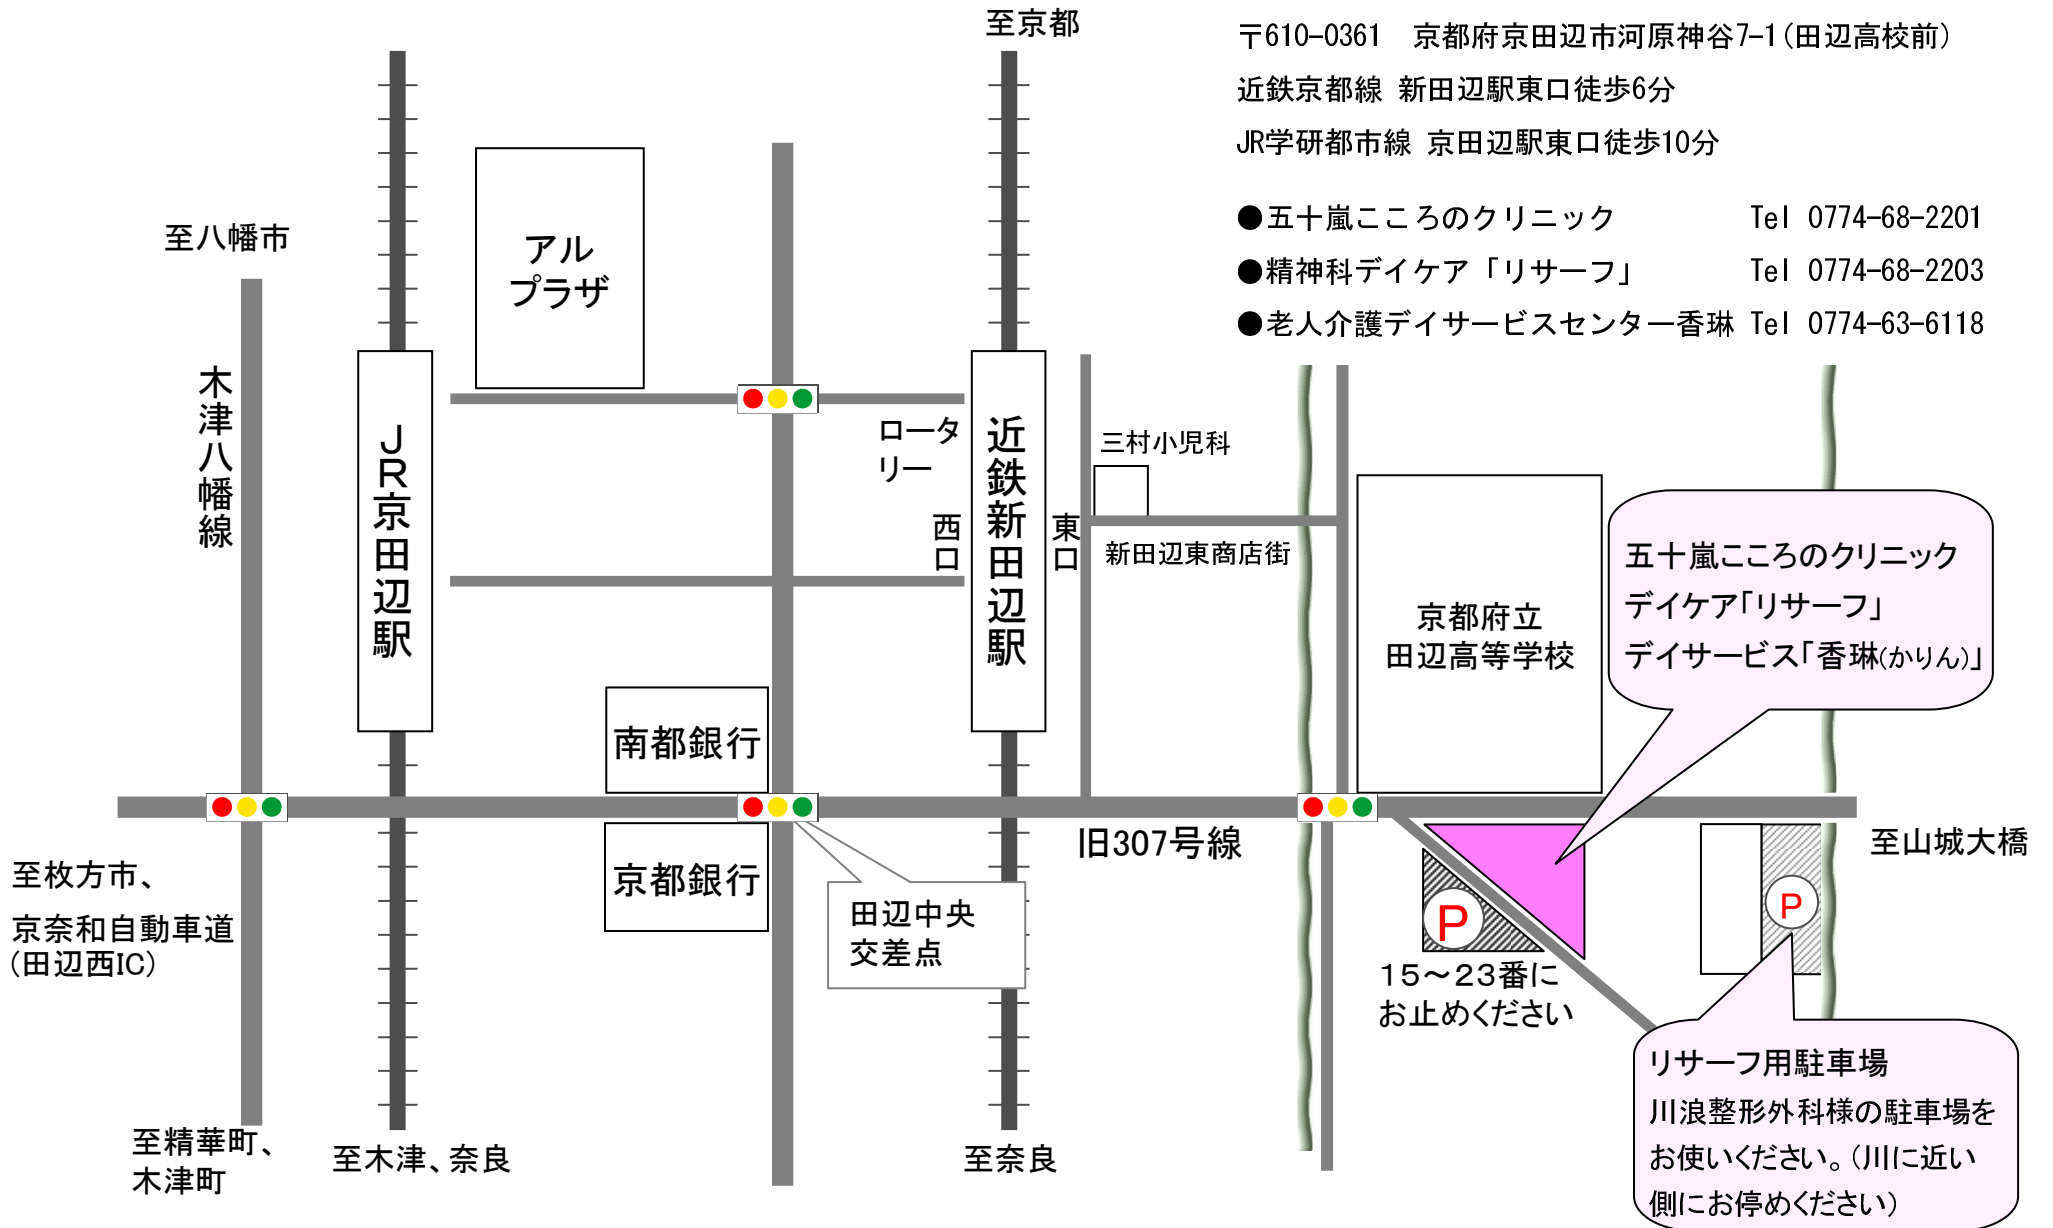 至京都
〒610-0361　京都府京田辺市河原神谷7-1(田辺高校前)
近鉄京都線 新田辺駅東口徒歩6分
JR学研都市線 京田辺駅東口徒歩10分
●五十嵐こころのクリニック Tel 0774-68-2201
●精神科デイケア「リサーフ」 Tel 0774-68-2203
●老人介護デイサービスセンター香琳 Tel 0774-63-6118
至八幡市
木津八幡線
アル
プラザ
JR京田辺駅
ロータ
リー
西口
近鉄新田辺駅
東口
三村小児科
新田辺東商店街
京都府立
田辺高等学校
五十嵐こころのクリニック
デイケア「リサーフ」
デイサービス「香琳(かりん)」
南都銀行
京都銀行
田辺中央
交差点
旧307号線
至山城大橋
至枚方市、
京奈和自動車道
(田辺西IC)
P
P
15～23番に
お止めください
リサーフ用駐車場
川浪整形外科様の駐車場を
お使いください。(川に近い
側にお停めください)
至精華町、
木津町
至木津、奈良
至奈良